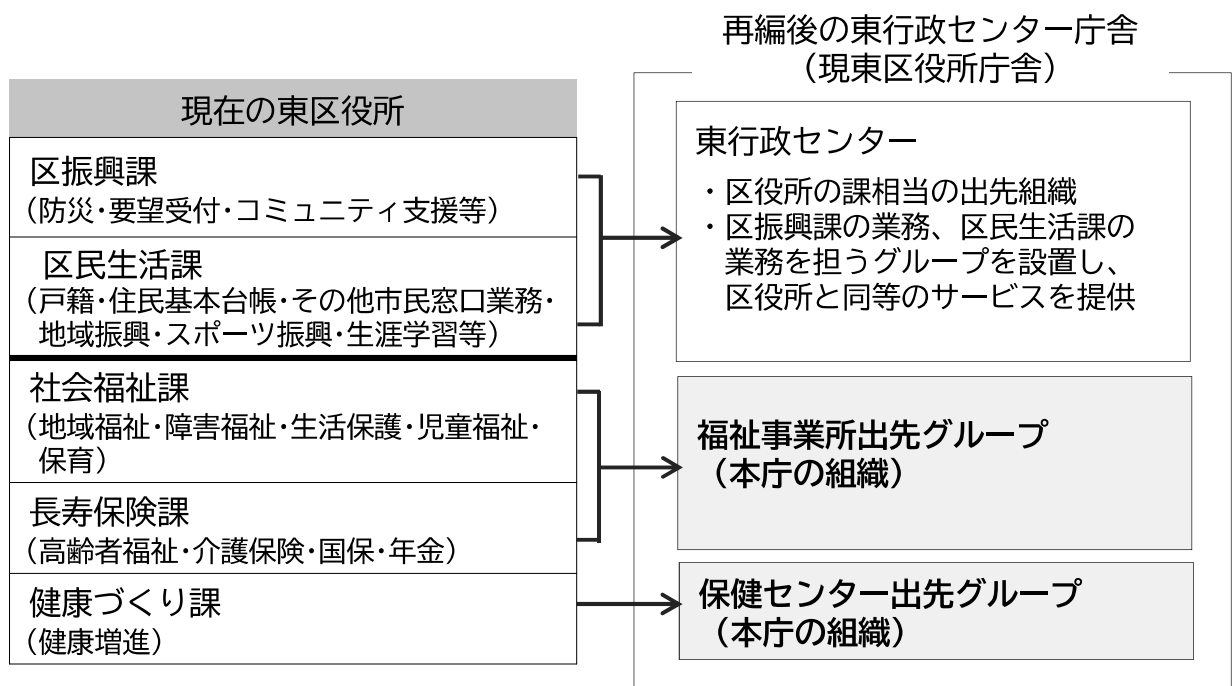 現在の東区役所
区振興課
（防災・要望受付・コミュニティ支援等）
区民生活課
（戸籍・住民基本台帳・その他市民窓口業務・
地域振興・スポーツ振興・生涯学習等）
社会福祉課
（地域福祉・障害福祉・生活保護・児童福祉・
保育）
長寿保険課
（高齢者福祉・介護保険・国保・年金）
健康づくり課
（健康増進）
再編後の東行政センター庁舎
（現東区役所庁舎）
東行政センター
・区役所の課相当の出先組織
・区振興課の業務、区民生活課の
業務を担うグループを設置し、
区役所と同等のサービスを提供
福祉事業所出先グループ
（本庁の組織）
保健センター出先グループ
（本庁の組織）